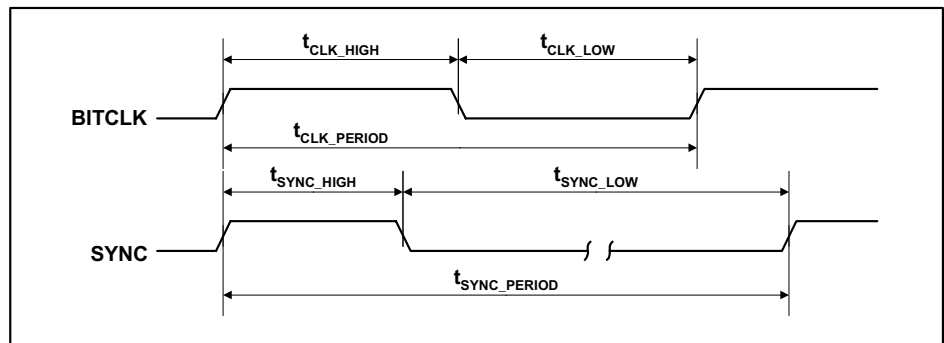 tCLK_HIGH tCLK_LOW
BITCLK
tCLK_PERIOD
tSYNC_HIGH tSYNC_LOW
SYNC
tSYNC_PERIOD